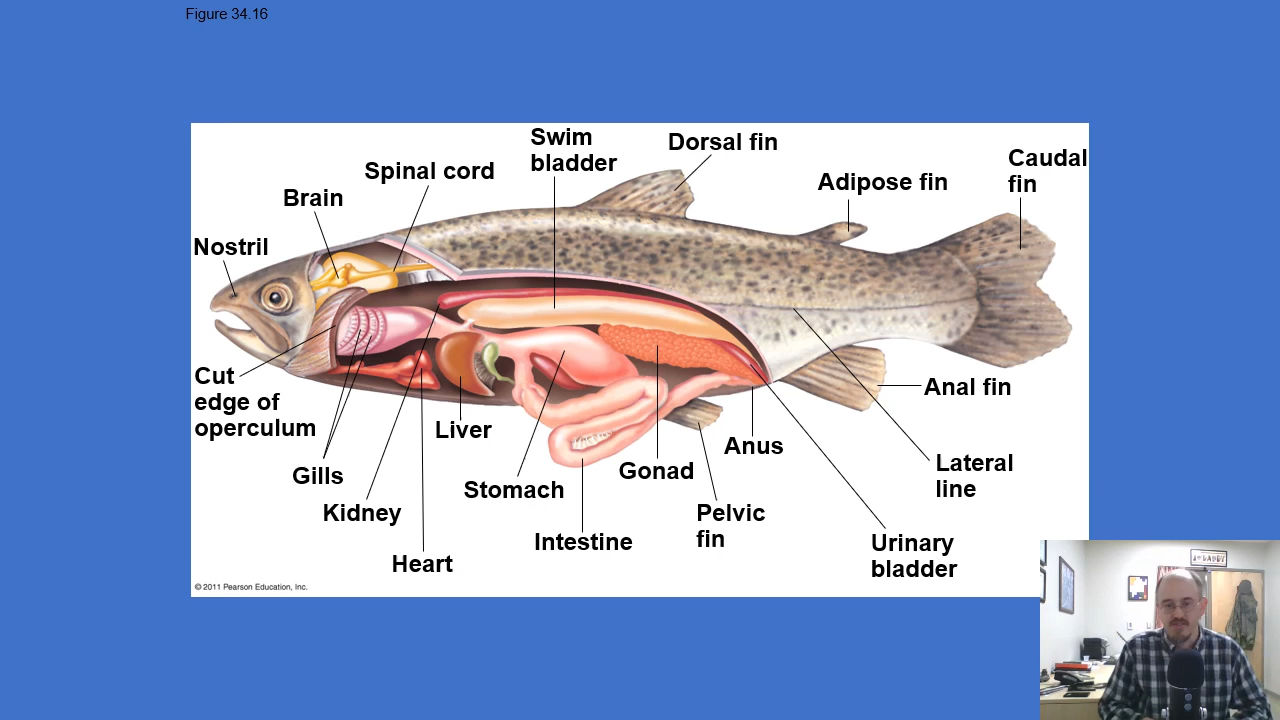 Figure 34.16
Swim
bladder
Dorsal fin
Caudal
fin
Spinal cord
Adipose fin
Brain
Nostril
Cut
edge of
operculum
Anal fin
Liver
Anus
Lateral
line
Gills
Stomach
Gonad
Kidney
Pelvic
fin
Intestine
Urinary
bladder
Heart
© 2011 Pearson Education, Inc.